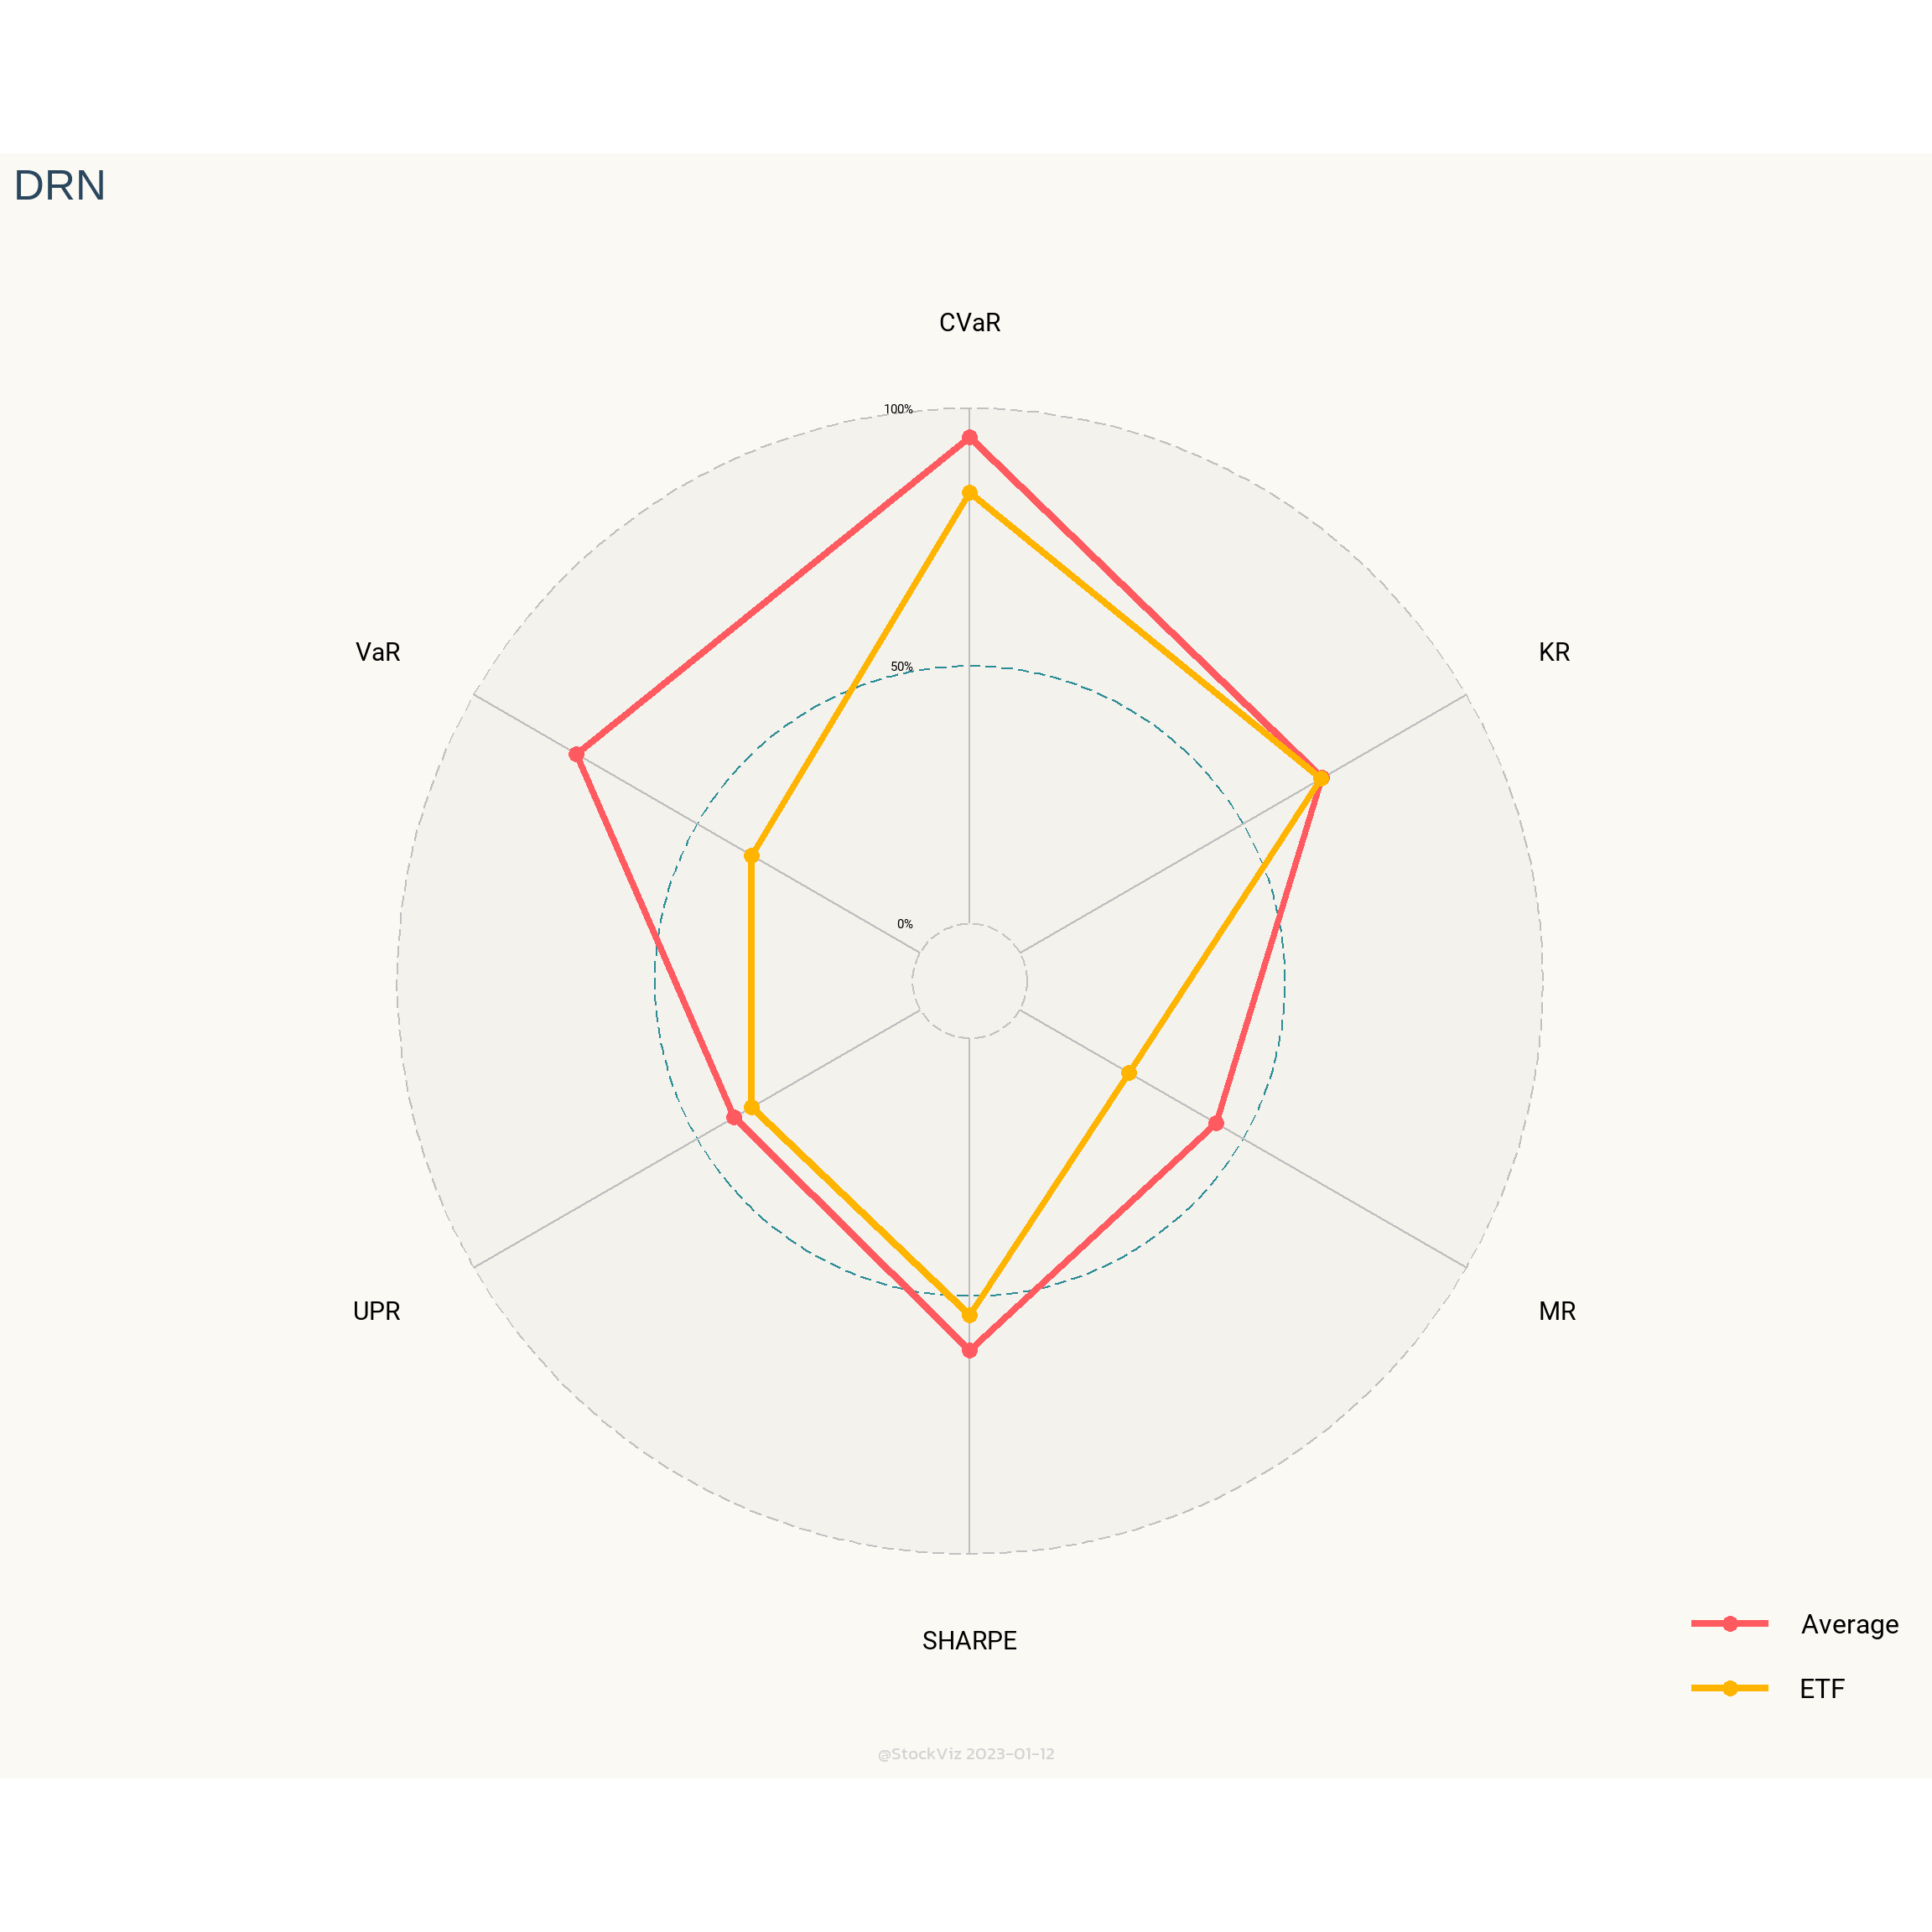 DRN
CVaR
100%
VaR
KR
50%
0%
UPR
MR
SHARPE
Average
ETF
@StockViz 2023-01-12